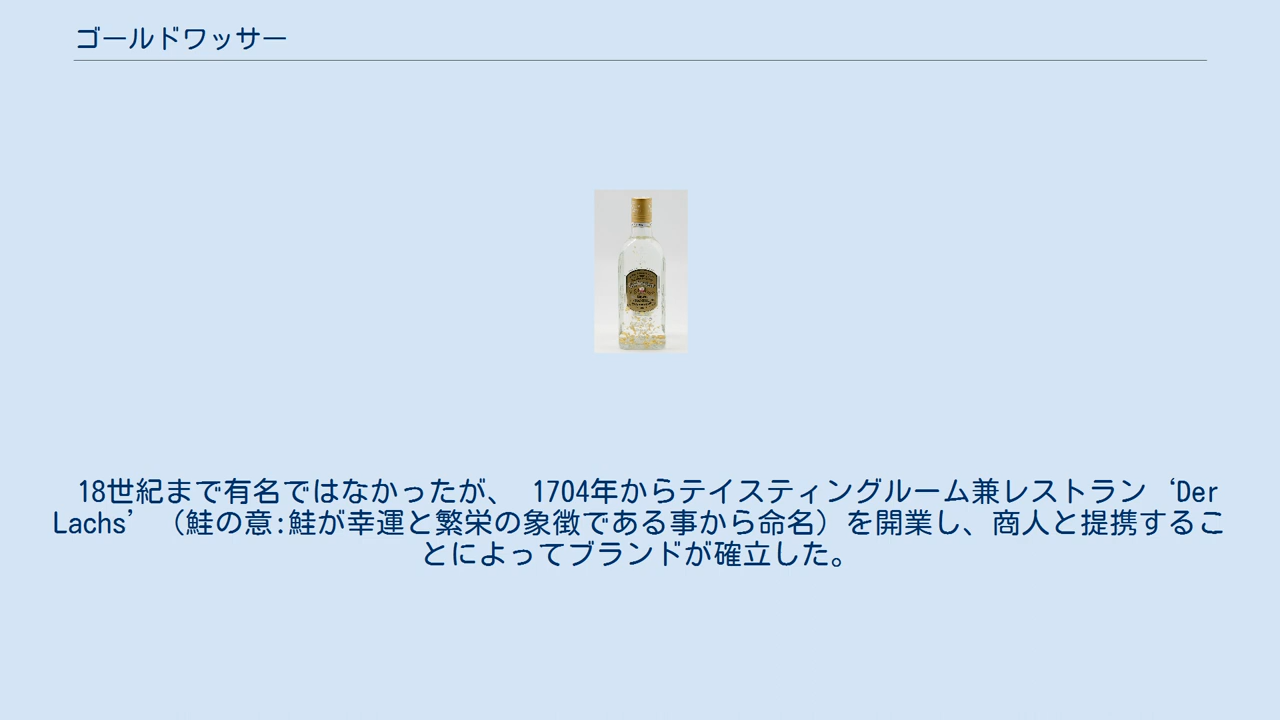 ゴールドワッサー
18世紀まで有名ではなかったが、 1704年からテイスティングルーム兼レストラン‘Der
Lachs’（鮭の意:鮭が幸運と繁栄の象徴である事から命名）を開業し、商人と提携するこ
とによってブランドが確立した。